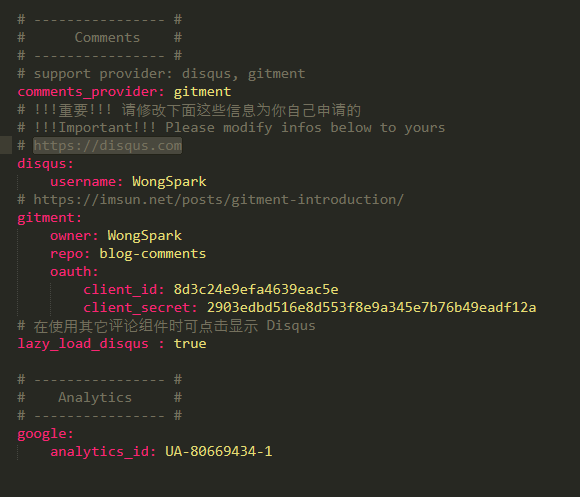 # ---------------- #
#      Comments    #
# ---------------- #
# support provider: disqus, gitment
comments_provider: gitment
# !!!重要!!! 请修改下面这些信息为你自己申请的
# !!!Important!!! Please modify infos below to yours
# https://disqus.com
disqus:
    username: WongSpark
# https://imsun.net/posts/gitment-introduction/
gitment:
    owner: WongSpark
    repo: blog-comments
    oauth:
        client_id: 8d3c24e9efa4639eac5e
        client_secret: 2903edbd516e8d553f8e9a345e7b76b49eadf12a
# 在使用其它评论组件时可点击显示 Disqus
lazy_load_disqus : true
# ---------------- #
#    Analytics     #
# ---------------- #
google:
    analytics_id: UA-80669434-1